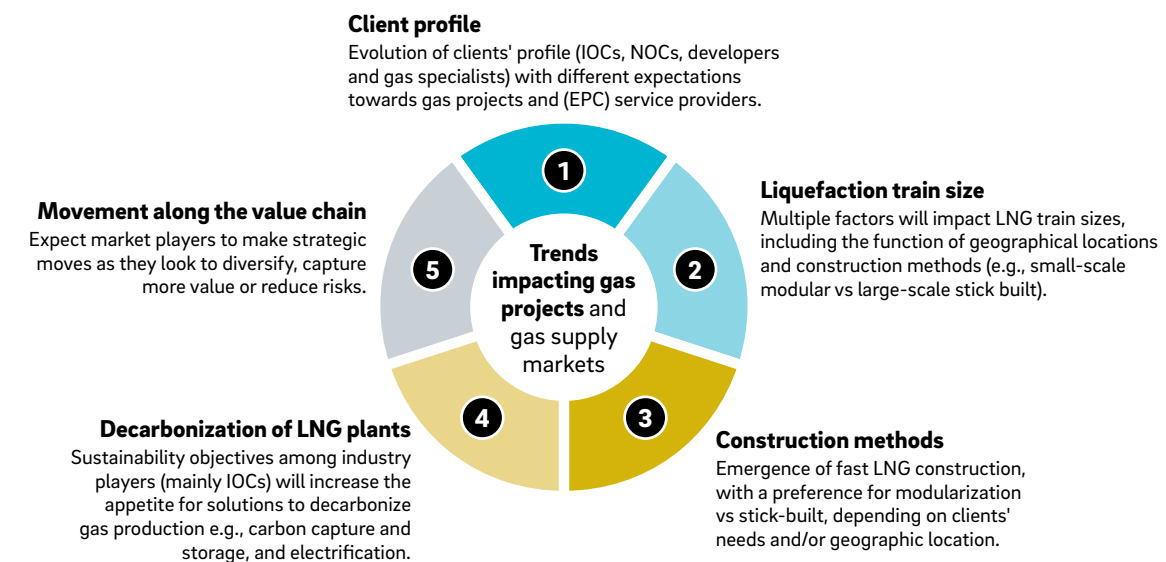 Client profile
Evolution of clients' profile (IOCs, NOCs, developers
and gas specialists) with different expectations
towards gas projects and (EPC) service providers.
1
Liquefaction train size
Multiple factors will impact LNG train sizes,
including the function of geographical locations
and construction methods (e.g., small-scale
modular vs large-scale stick built).
2
Construction methods
Emergence of fast LNG construction,
with a preference for modularization
vs stick-built, depending on clients'
needs and/or geographic location.
3
Decarbonization of LNG plants
Sustainability objectives among industry
players (mainly IOCs) will increase the
appetite for solutions to decarbonize
gas production e.g., carbon capture and
storage, and electrification.
4
Movement along the value chain
Expect market players to make strategic
moves as they look to diversify, capture
more value or reduce risks.
5
Trends
impacting gas
projects and
gas supply
markets